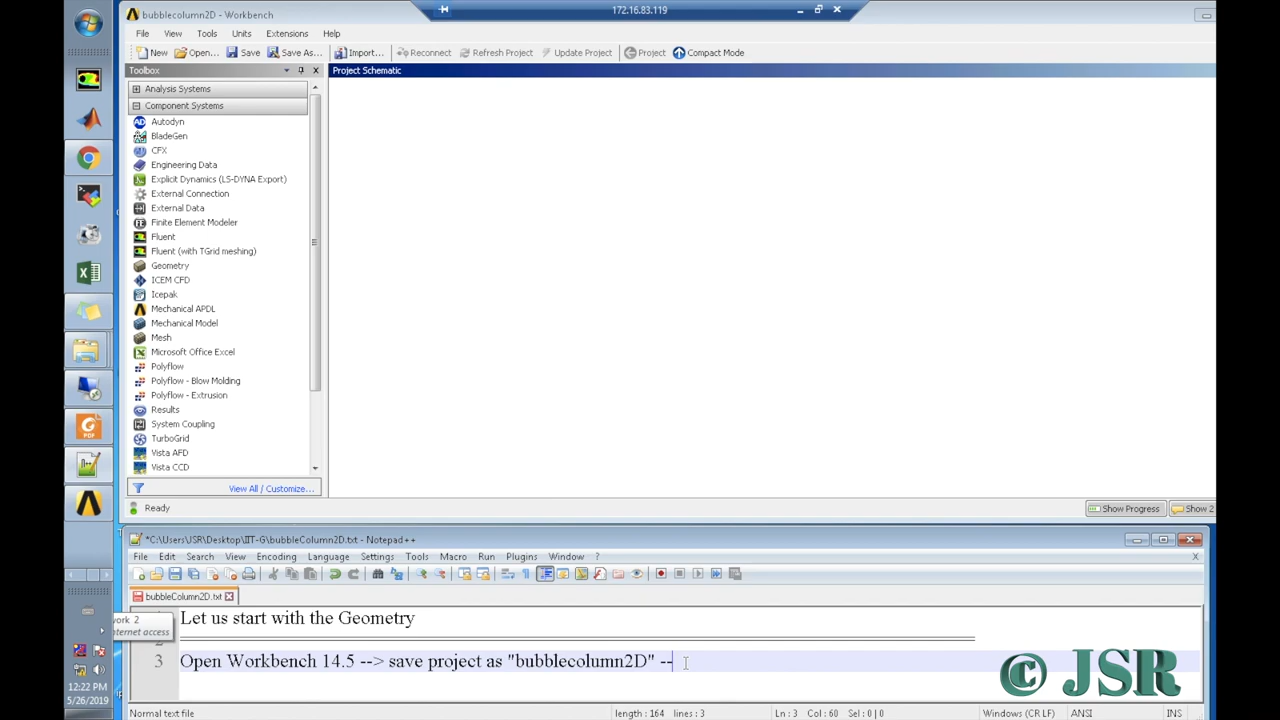 bubblecolumn2D - Workbench
172.16.83.119
File View Tools Units Extensions Help
New Open... Save Save As... Import... Reconnect Refresh Project Update Project Project Compact Mode
Toolbox
Project Schematic
Analysis Systems
Component Systems
Autodyn
BladeGen
CFX
Engineering Data
Explicit Dynamics (LS-DYNA Export)
External Connection
External Data
Finite Element Modeler
Fluent
Fluent (with TGrid meshing)
Geometry
ICEM CFD
Icepak
Mechanical APDL
Mechanical Model
Mesh
Microsoft Office Excel
Polyflow
Polyflow - Blow Molding
Polyflow - Extrusion
Results
System Coupling
TurboGrid
Vista AFD
Vista CCD
View All / Customize...
Ready
Show Progress
Show 2
*C:\Users\JSR\Desktop\IIT-G\bubbleColumn2D.txt - Notepad++
File Edit Search View Encoding Language Settings Tools Macro Run Plugins Window ?
X
bubbleColumn2D.txt
Let us start with the Geometry
3 Open Workbench 14.5 --> save project as "bubblecolumn2D" --
work 2
nternet access
12:22 PM
5/26/2019
© JSR
Normal text file length : 164 lines : 3 Ln : 3 Col : 60 Sel : 0 | 0 Windows (CR LF) ANSI INS